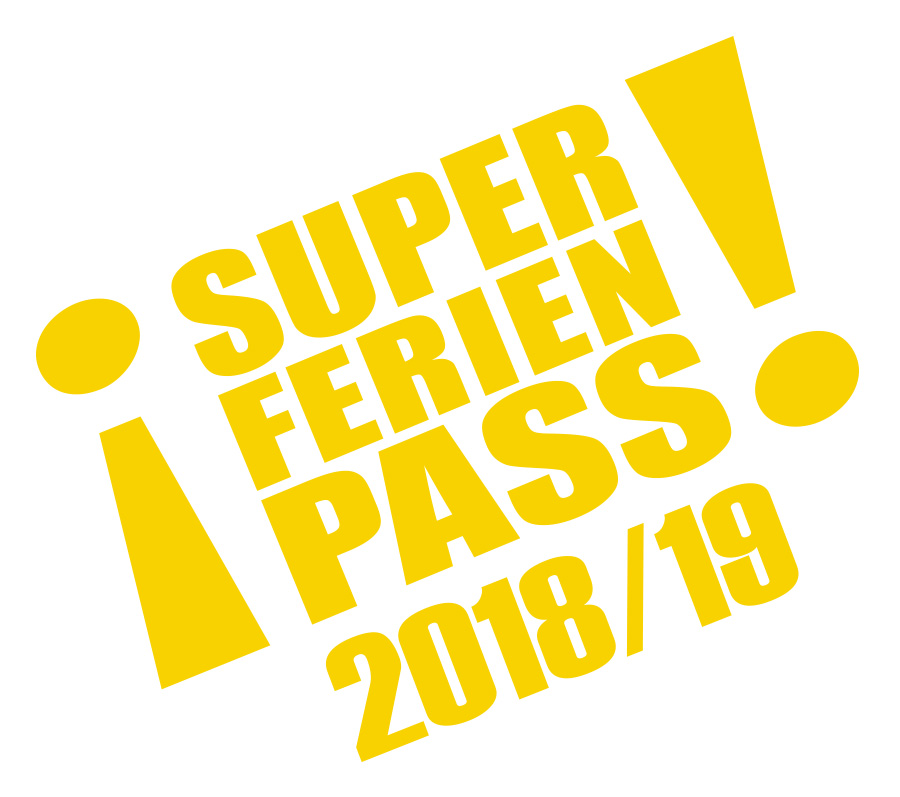 ¡SUPER!
FERIEN
PASS
2018/19